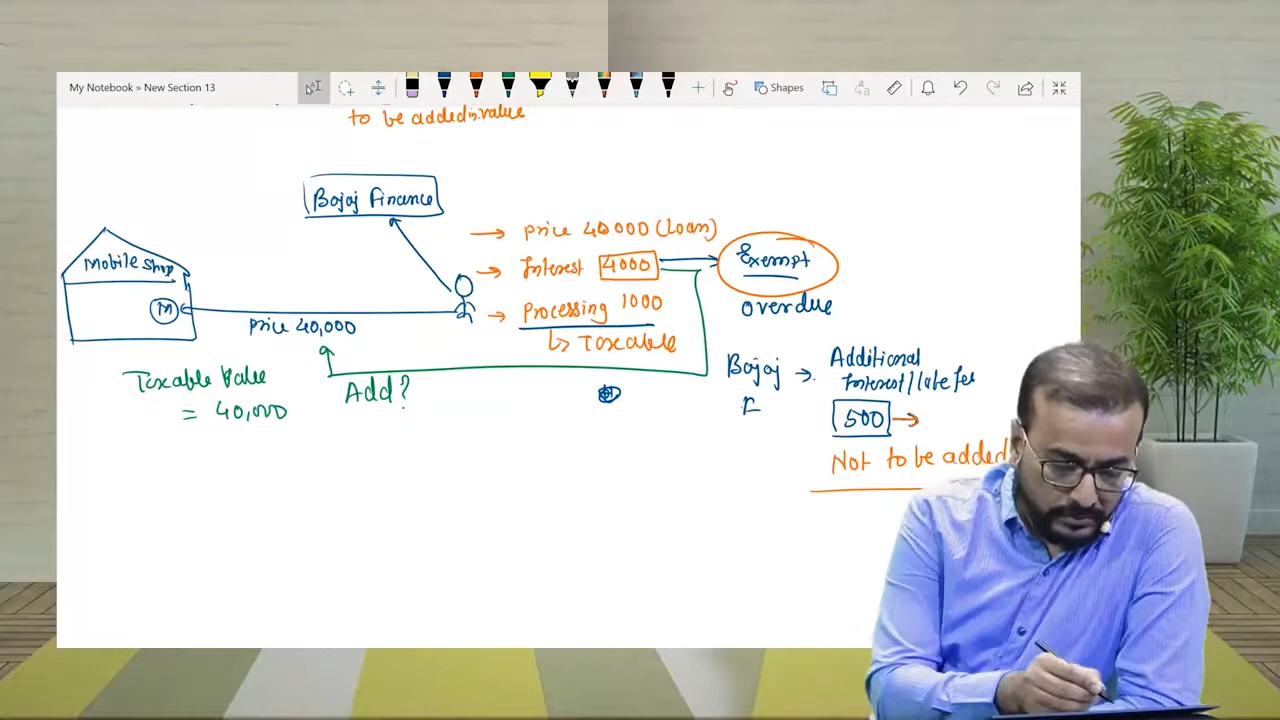 My Notebook » New Section 13
Shapes
to be added in value
Bajaj Finance
Mobile Shop
M
price 40,000
Taxable Value
= 40,000
Add?
→ price 40000 (Loan)
→ Interest 4000
→ Processing 1000
↳ Taxable
Exempt
overdue
Bajaj → Additional
Interest / late fee
500 →
Not to be added